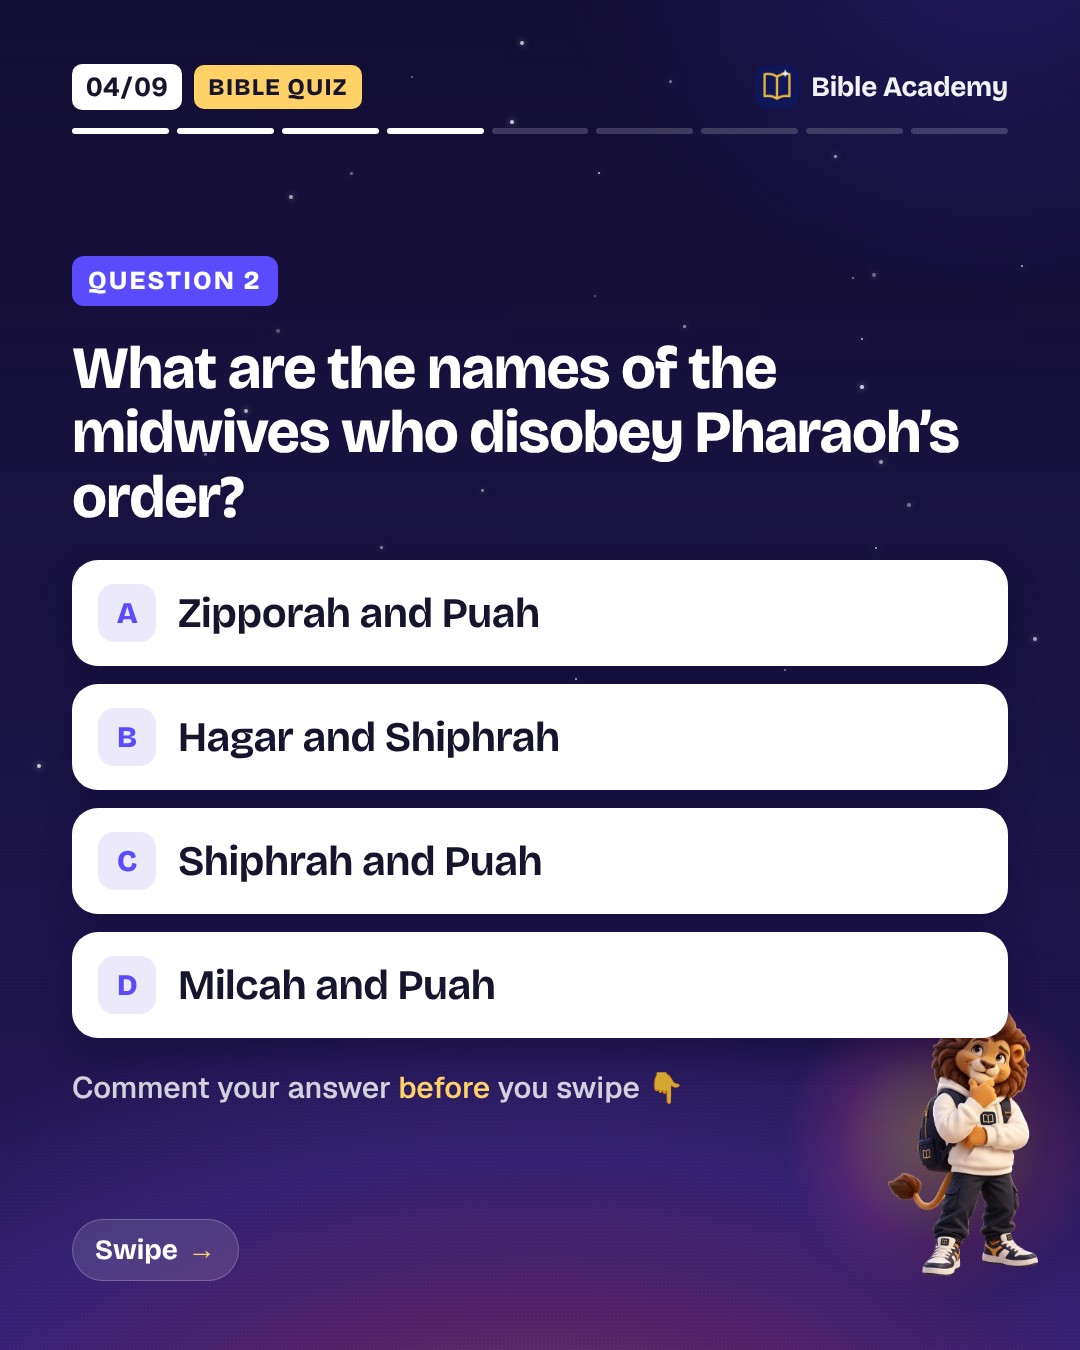 04/09
BIBLE QUIZ
Bible Academy
QUESTION 2
What are the names of the
midwives who disobey Pharaoh’s
order?
A Zipporah and Puah
B Hagar and Shiphrah
C Shiphrah and Puah
D Milcah and Puah
Comment your answer before you swipe 👇
Swipe →